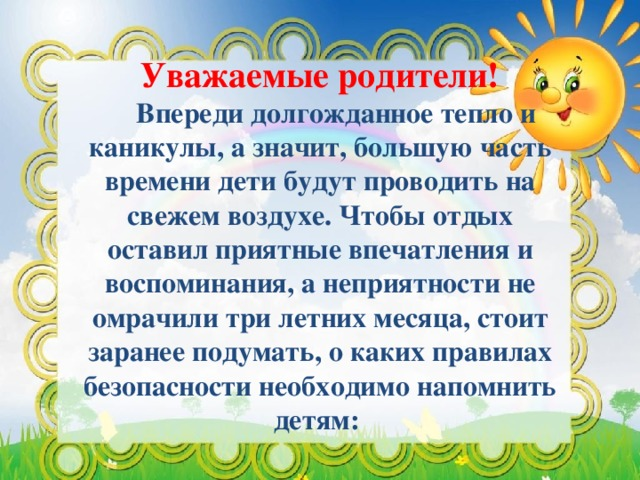 Уважаемые родители!
Впереди долгожданное тепло и
каникулы, а значит, большую часть
времени дети будут проводить на
свежем воздухе. Чтобы отдых
оставил приятные впечатления и
воспоминания, а неприятности не
омрачили три летних месяца, стоит
заранее подумать, о каких правилах
безопасности необходимо напомнить
детям: